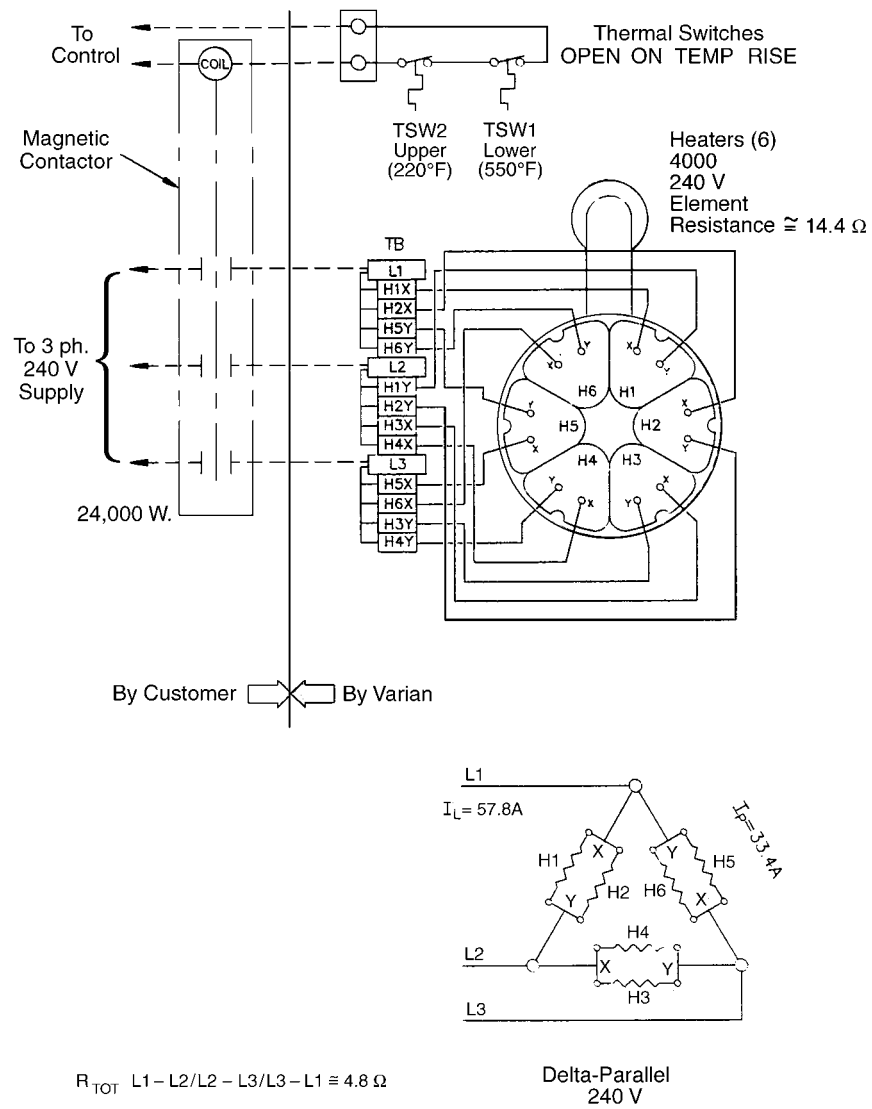 To
Control
COIL
Thermal Switches
OPEN ON TEMP RISE
TSW2
Upper
(220°F)
TSW1
Lower
(550°F)
Magnetic
Contactor
Heaters (6)
4000
240 V
Element
Resistance ≅ 14.4 Ω
TB
L1
H1X
H2X
H5Y
H6Y
L2
H1Y
H2Y
H3X
H4X
L3
H5X
H6X
H3Y
H4Y
To 3 ph.
240 V
Supply
24,000 W.
Y
X
X
Y
H6
H1
Y
X
H5
H2
X
Y
H4
H3
Y
X
Y
X
By Customer
By Varian
L1
IL= 57.8A
Ip=33.4A
H1
X
H2
Y
Y
H5
H6
X
H4
L2
X
Y
H3
L3
R TOT L1 – L2/L2 – L3/L3 – L1 ≅ 4.8 Ω
Delta-Parallel
240 V